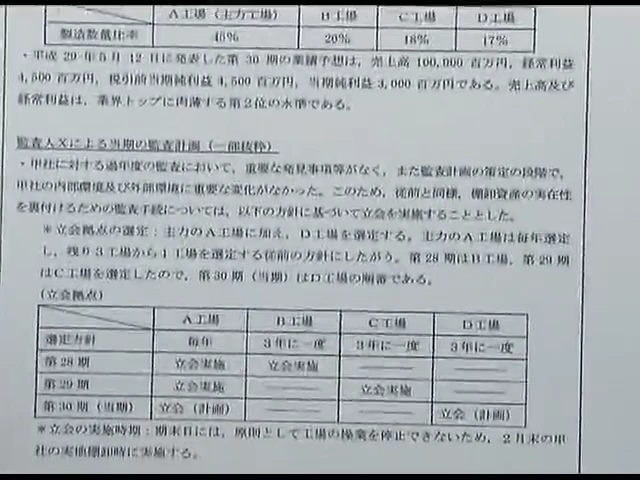 A工場(主力工場) B工場 C工場 D工場
製造数量比率 45% 20% 18% 17%
・平成29年5月12日に発表した第30期の業績予想は,売上高100,000百万円,経常利益
4,500百万円,税引前当期純利益4,500百万円,当期純利益3,000百万円である。売上高及び
経常利益は,業界トップに肉薄する第2位の水準である。
監査人Xによる当期の監査計画(一部抜粋)
・甲社に対する過年度の監査において,重要な発見事項等がなく,また監査計画の策定の段階で,
甲社の内部環境及び外部環境に重要な変化がなかった。このため,従前と同様,棚卸資産の実在性
を裏付けるための監査手続については,以下の方針に基づいて立会を実施することとした。
*立会拠点の選定:主力のA工場に加え,D工場を選定する。主力のA工場は毎年選定
し,残り3工場から1工場を選定する従前の方針にしたがう。第28期はB工場,第29期
はC工場を選定したので,第30期(当期)はD工場の順番である。
(立会拠点)
A工場 B工場 C工場 D工場
選定方針 毎年 3年に一度 3年に一度 3年に一度
第28期 立会実施 立会実施 ――― ―――
第29期 立会実施 ――― 立会実施 ―――
第30期(当期) 立会(計画) ――― ――― 立会(計画)
*立会の実施時期:期末日には,原則として工場の操業を停止できないため,2月末の甲
社の実地棚卸時に実施する。